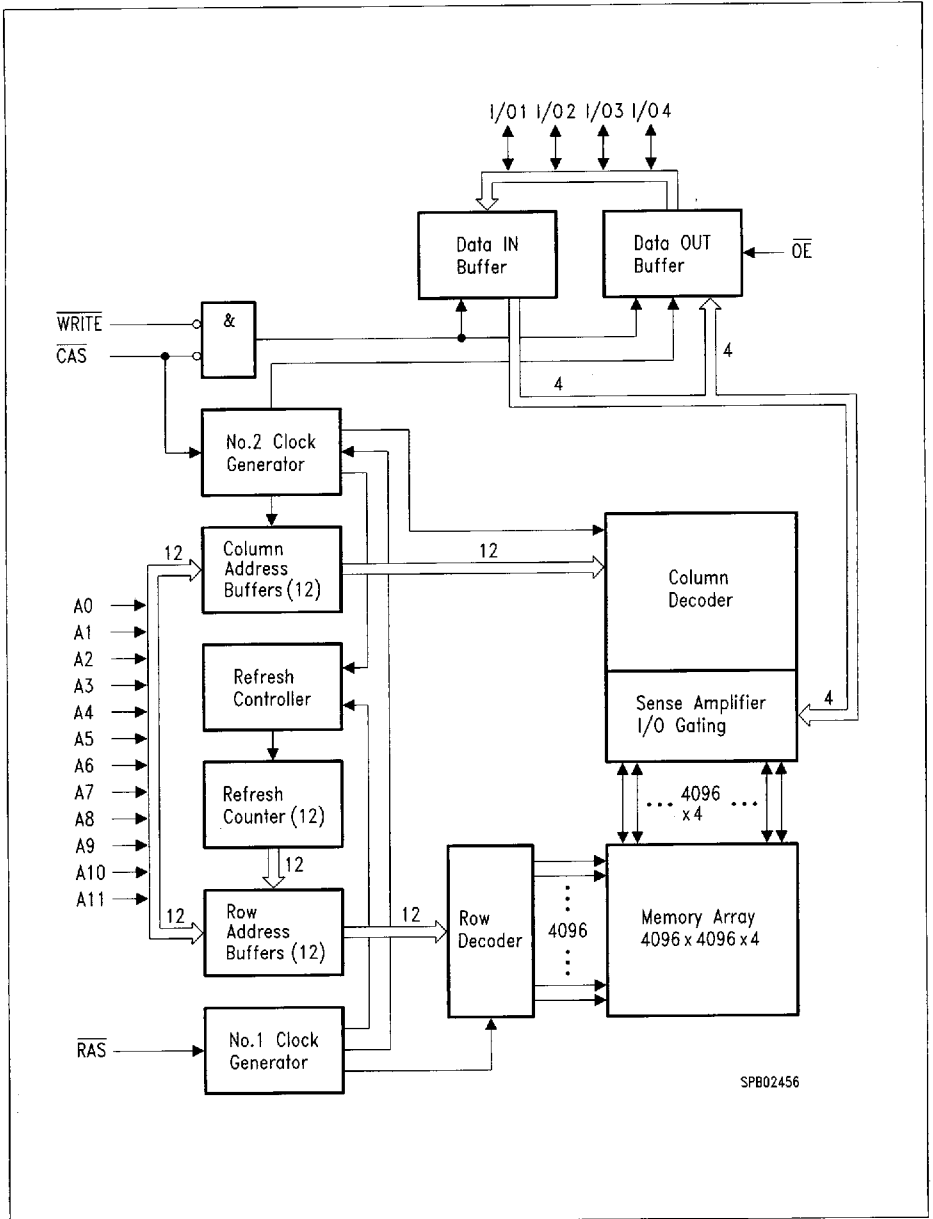 I/O1 I/O2 I/O3 I/O4
Data IN
Buffer
Data OUT
Buffer
OE
WRITE
CAS
&
4
4
No.2 Clock
Generator
12
Column
Address
Buffers (12)
12
Column
Decoder
A0
A1
A2
A3
A4
A5
A6
A7
A8
A9
A10
A11
Refresh
Controller
Sense Amplifier
I/O Gating
4
Refresh
Counter (12)
... 4096 ...
x 4
12
12
Row
Address
Buffers (12)
12
Row
Decoder
4096
Memory Array
4096 x 4096 x 4
RAS
No.1 Clock
Generator
SPB02456